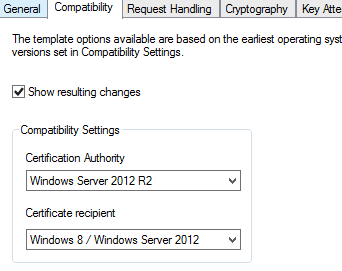 General Compatibility Request Handling Cryptography Key Atte
The template options available are based on the earliest operating syst
versions set in Compatibility Settings.
Show resulting changes
Compatibility Settings
Certification Authority
Windows Server 2012 R2
Certificate recipient
Windows 8 / Windows Server 2012